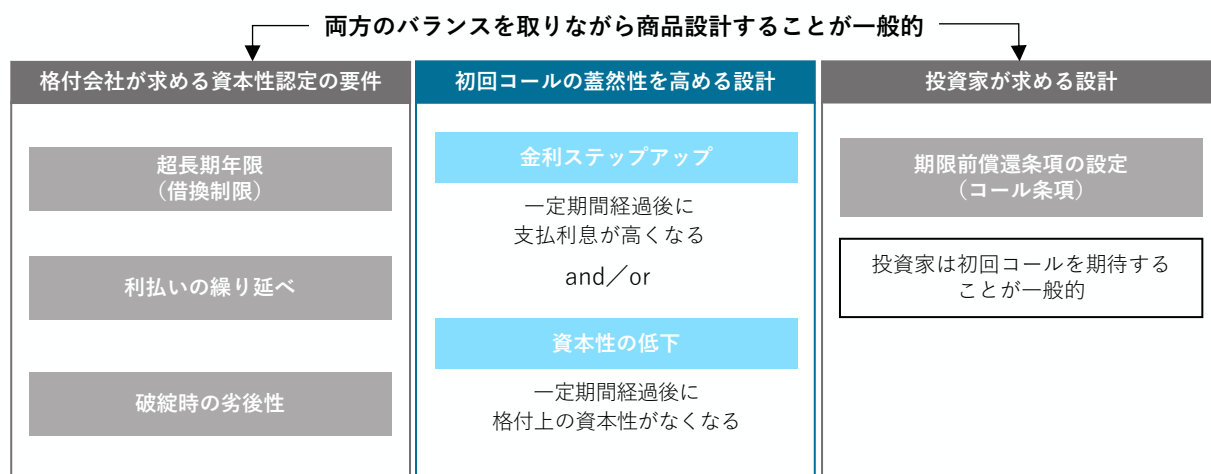 両方のバランスを取りながら商品設計することが一般的
格付会社が求める資本性認定の要件
超長期年限
（借換制限）
利払いの繰り延べ
破綻時の劣後性
初回コールの蓋然性を高める設計
金利ステップアップ
一定期間経過後に
支払利息が高くなる
and／or
資本性の低下
一定期間経過後に
格付上の資本性がなくなる
投資家が求める設計
期限前償還条項の設定
（コール条項）
投資家は初回コールを期待する
ことが一般的